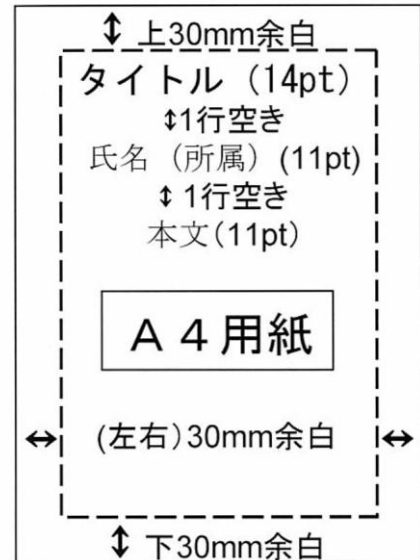 上30mm余白
タイトル（14pt）
1行空き
氏名（所属）(11pt)
1行空き
本文(11pt)
Ａ４用紙
(左右)30mm余白
下30mm余白